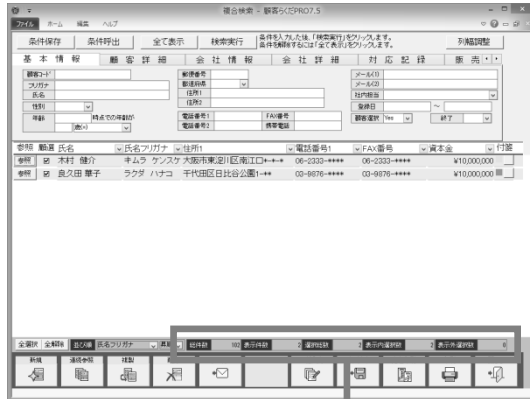 複合検索 - 顧客らくだPRO7.5
ファイル ホーム 編集 ヘルプ
条件保存 条件呼出 全て表示 検索実行 条件を入力した後、「検索実行」をクリックします。 列幅調整
条件を解除するには「全て表示」をクリックします。
基本情報 顧客詳細 会社情報 会社詳細 対応記録 販売
顧客コード 郵便番号 メール(1)
フリガナ 都道府県 メール(2)
氏名 住所1 社内担当
性別 住所2 登録日 ~
年齢 時点での年齢が 電話番号1 FAX番号 顧客選択 Yes 終了
電話番号2 携帯電話
参照 顧選 氏名 氏名フリガナ 住所1 電話番号1 FAX番号 資本金 付箋
参照 木村 健介 キムラ ケンスケ 大阪市東淀川区南江口*-*-* 06-2333-**** 06-2333-**** ¥10,000,000
参照 良久田 華子 ラクダ ハナコ 千代田区日比谷公園1-** 03-9876-**** 03-9876-**** ¥10,000,000
全選択 全解除 並び順 氏名フリガナ 昇順 総件数 102 表示件数 2 選択総数 2 表示内選択数 2 表示外選択数 0
新規 連続参照 複製